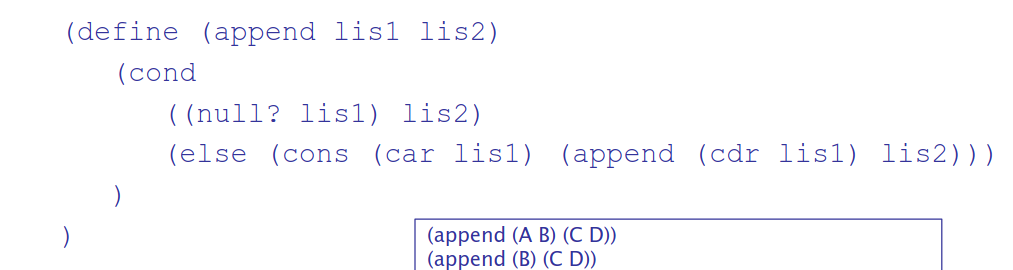 (define (append lis1 lis2)
(cond
((null? lis1) lis2)
(else (cons (car lis1) (append (cdr lis1) lis2)))
)
)
(append (A B) (C D))
(append (B) (C D))